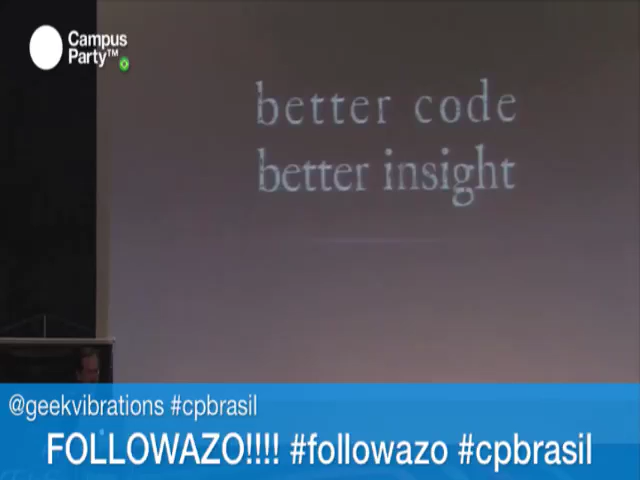 Campus
Party™
better code
better insight
@geekvibrations #cpbrasil
FOLLOWAZO!!!! #followazo #cpbrasil